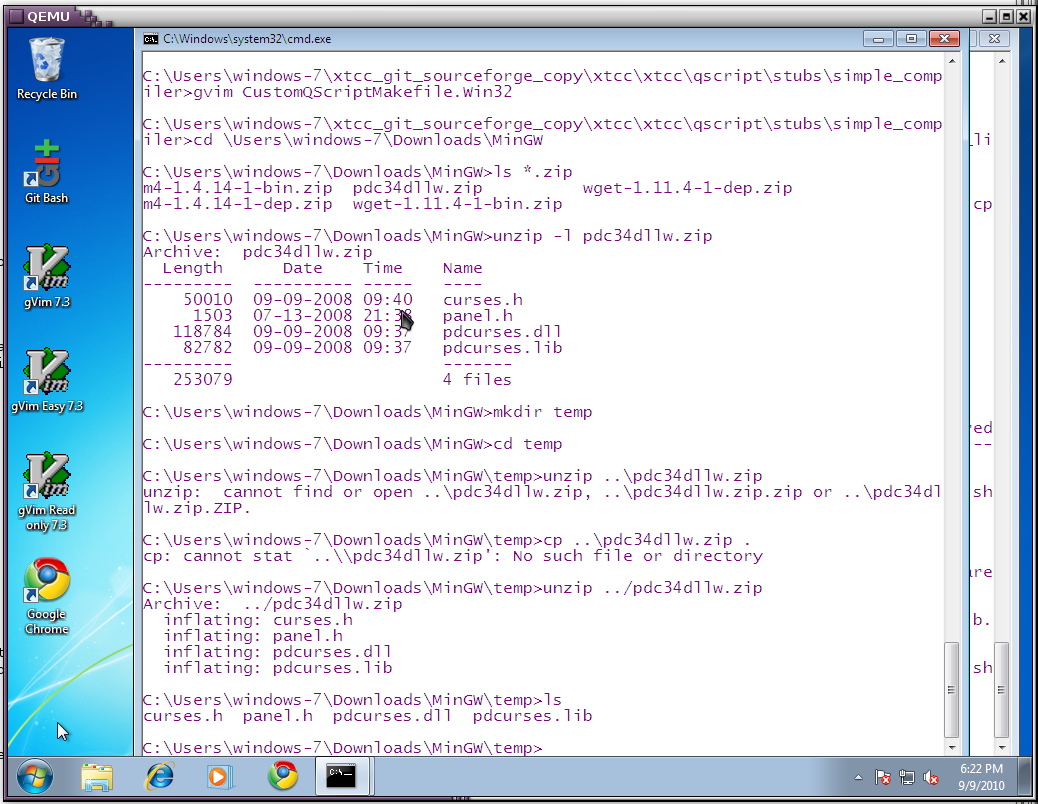 QEMU
C:\Windows\system32\cmd.exe
Recycle Bin
Git Bash
gVim 7.3
gVim Easy 7.3
gVim Read
only 7.3
Google
Chrome
C:\Users\windows-7\xtcc_git_sourceforge_copy\xtcc\xtcc\qscript\stubs\simple_comp
iler>gvim CustomQScriptMakefile.Win32
C:\Users\windows-7\xtcc_git_sourceforge_copy\xtcc\xtcc\qscript\stubs\simple_comp
iler>cd \Users\windows-7\Downloads\MinGW
C:\Users\windows-7\Downloads\MinGW>ls *.zip
m4-1.4.14-1-bin.zip  pdc34dllw.zip          wget-1.11.4-1-dep.zip
m4-1.4.14-1-dep.zip  wget-1.11.4-1-bin.zip
C:\Users\windows-7\Downloads\MinGW>unzip -l pdc34dllw.zip
Archive:  pdc34dllw.zip
  Length      Date    Time    Name
---------  ---------- -----   ----
    50010  09-09-2008 09:40   curses.h
     1503  07-13-2008 21:38   panel.h
   118784  09-09-2008 09:37   pdcurses.dll
    82782  09-09-2008 09:37   pdcurses.lib
---------                     -------
   253079                     4 files
C:\Users\windows-7\Downloads\MinGW>mkdir temp
C:\Users\windows-7\Downloads\MinGW>cd temp
C:\Users\windows-7\Downloads\MinGW\temp>unzip ..\pdc34dllw.zip
unzip:  cannot find or open ..\pdc34dllw.zip, ..\pdc34dllw.zip.zip or ..\pdc34dl
lw.zip.ZIP.
C:\Users\windows-7\Downloads\MinGW\temp>cp ..\pdc34dllw.zip .
cp: cannot stat `..\\pdc34dllw.zip': No such file or directory
C:\Users\windows-7\Downloads\MinGW\temp>unzip ../pdc34dllw.zip
Archive:  ../pdc34dllw.zip
  inflating: curses.h
  inflating: panel.h
  inflating: pdcurses.dll
  inflating: pdcurses.lib
C:\Users\windows-7\Downloads\MinGW\temp>ls
curses.h  panel.h  pdcurses.dll  pdcurses.lib
C:\Users\windows-7\Downloads\MinGW\temp>
_li
cp
ed
--
sh
are
b.
sh
C:\_
6:22 PM
9/9/2010